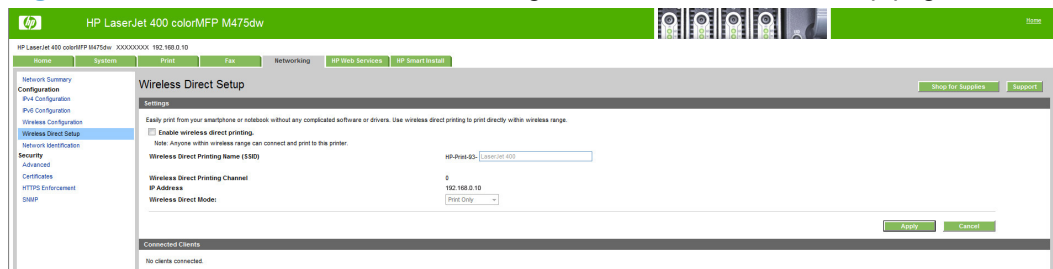 hp
HP LaserJet 400 colorMFP M475dw
Home
HP LaserJet 400 colorMFP M475dw XXXXXXXX 192.168.0.10
Home System Print Fax Networking HP Web Services HP Smart Install
Network Summary
Configuration
IPv4 Configuration
IPv6 Configuration
Wireless Configuration
Wireless Direct Setup
Network Identification
Security
Advanced
Certificates
HTTPS Enforcement
SNMP
Wireless Direct Setup
Shop for Supplies Support
Settings
Easily print from your smartphone or notebook without any complicated software or drivers. Use wireless direct printing to print directly within wireless range.
Enable wireless direct printing.
Note: Anyone within wireless range can connect and print to this printer.
Wireless Direct Printing Name (SSID) HP-Print-93- LaserJet 400
Wireless Direct Printing Channel 0
IP Address 192.168.0.10
Wireless Direct Mode: Print Only
Apply Cancel
Connected Clients
No clients connected.